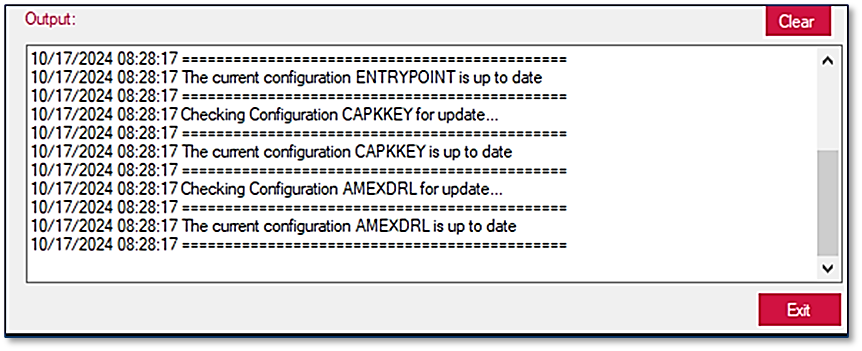 Output:
Clear
10/17/2024 08:28:17 =============================================
10/17/2024 08:28:17 The current configuration ENTRYPOINT is up to date
10/17/2024 08:28:17 =============================================
10/17/2024 08:28:17 Checking Configuration CAPKKEY for update...
10/17/2024 08:28:17 =============================================
10/17/2024 08:28:17 The current configuration CAPKKEY is up to date
10/17/2024 08:28:17 =============================================
10/17/2024 08:28:17 Checking Configuration AMEXDRL for update...
10/17/2024 08:28:17 =============================================
10/17/2024 08:28:17 The current configuration AMEXDRL is up to date
10/17/2024 08:28:17 =============================================
Exit